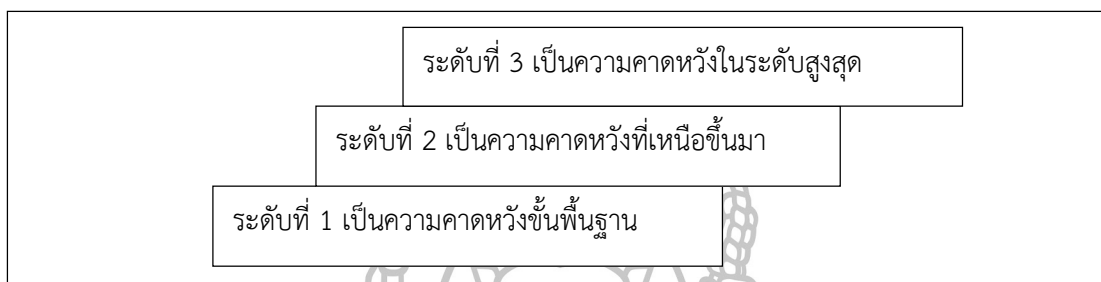 ระดับที่ 3 เป็นความคาดหวังในระดับสูงสุด
ระดับที่ 2 เป็นความคาดหวังที่เหนือขึ้นมา
ระดับที่ 1 เป็นความคาดหวังขั้นพื้นฐาน